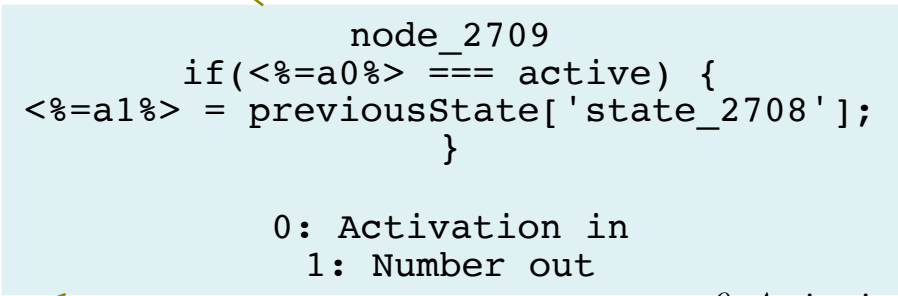 node_2709
if(<%=a0%> === active) {
<%=a1%> = previousState['state_2708'];
}
0: Activation in
1: Number out